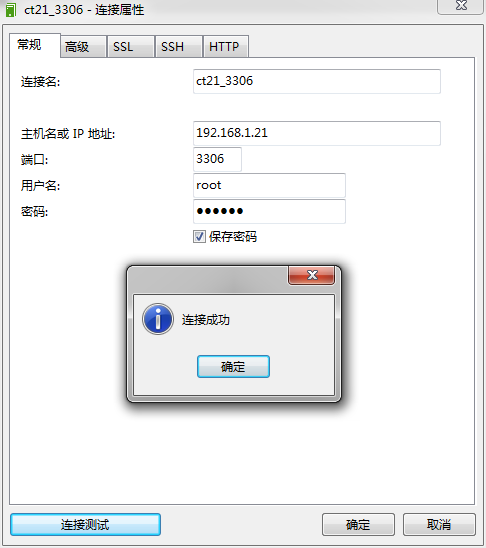 ct21_3306 - 连接属性
常规 高级 SSL SSH HTTP
连接名: ct21_3306
主机名或 IP 地址: 192.168.1.21
端口: 3306
用户名: root
密码: ●●●●●●
保存密码
连接成功
确定
连接测试 确定 取消